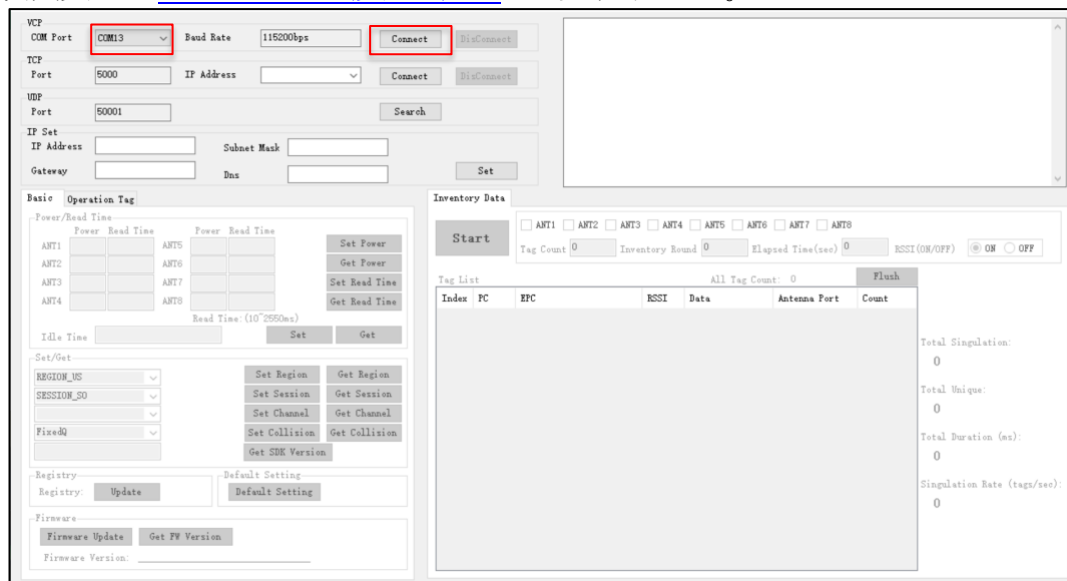 VCP
COM Port COM13 Baud Rate 115200bps Connect DisConnect
TCP
Port 5000 IP Address Connect DisConnect
UDP
Port 50001 Search
IP Set
IP Address Subnet Mask
Gateway Dns Set
Basic Operation Tag
Power/Read Time
Power Read Time Power Read Time
ANT1 ANT5 Set Power
ANT2 ANT6 Get Power
ANT3 ANT7 Set Read Time
ANT4 ANT8 Get Read Time
Read Time:(10~2550ms)
Idle Time Set Get
Set/Get
REGION_US Set Region Get Region
SESSION_S0 Set Session Get Session
Set Channel Get Channel
FixedQ Set Collision Get Collision
Get SDK Version
Registry Default Setting
Registry: Update Default Setting
Firmware
Firmware Update Get FW Version
Firmware Version:
Inventory Data
Start
ANT1 ANT2 ANT3 ANT4 ANT5 ANT6 ANT7 ANT8
Tag Count 0 Inventory Round 0 Elapsed Time(sec) 0 RSSI(ON/OFF) ON OFF
Tag List All Tag Count: 0 Flush
Index PC EPC RSSI Data Antenna Port Count
Total Singulation:
0
Total Unique:
0
Total Duration (ms):
0
Singulation Rate (tags/sec):
0